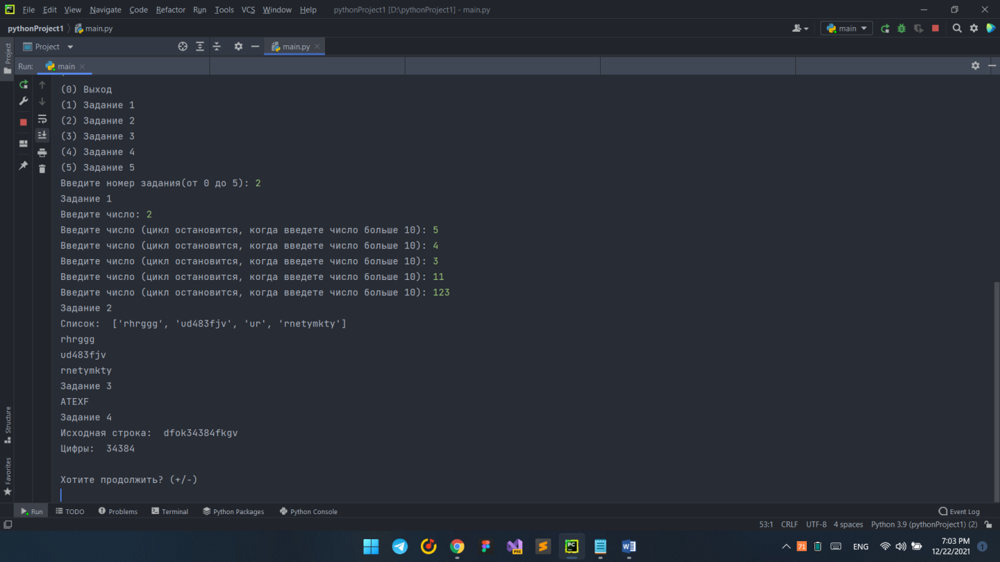 File Edit View Navigate Code Refactor Run Tools VCS Window Help pythonProject1 [D:\pythonProject1] - main.py
pythonProject1 main.py main
Project Project main.py
Run: main
(0) Выход
(1) Задание 1
(2) Задание 2
(3) Задание 3
(4) Задание 4
(5) Задание 5
Введите номер задания(от 0 до 5): 2
Задание 1
Введите число: 2
Введите число (цикл остановится, когда введете число больше 10): 5
Введите число (цикл остановится, когда введете число больше 10): 4
Введите число (цикл остановится, когда введете число больше 10): 3
Введите число (цикл остановится, когда введете число больше 10): 11
Введите число (цикл остановится, когда введете число больше 10): 123
Задание 2
Список:  ['rhrggg', 'ud483fjv', 'ur', 'rnetymkty']
rhrggg
ud483fjv
rnetymkty
Задание 3
ATEXF
Задание 4
Исходная строка:  dfok34384fkgv
Цифры:  34384
Хотите продолжить? (+/-)
Structure
Favorites
Run TODO Problems Terminal Python Packages Python Console Event Log
53:1 CRLF UTF-8 4 spaces Python 3.9 (pythonProject1) (2)
PC PRE PC 71 ENG 7:03 PM 1
12/22/2021